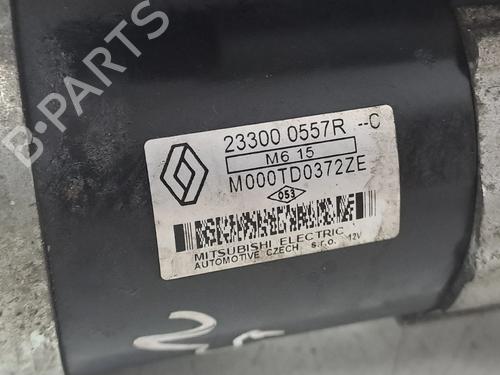 B-PARTS
23300 0557R --C
M6 15
M000TD0372ZE
053
MITSUBISHI ELECTRIC 12V
AUTOMOTIVE CZECH s.r.o.